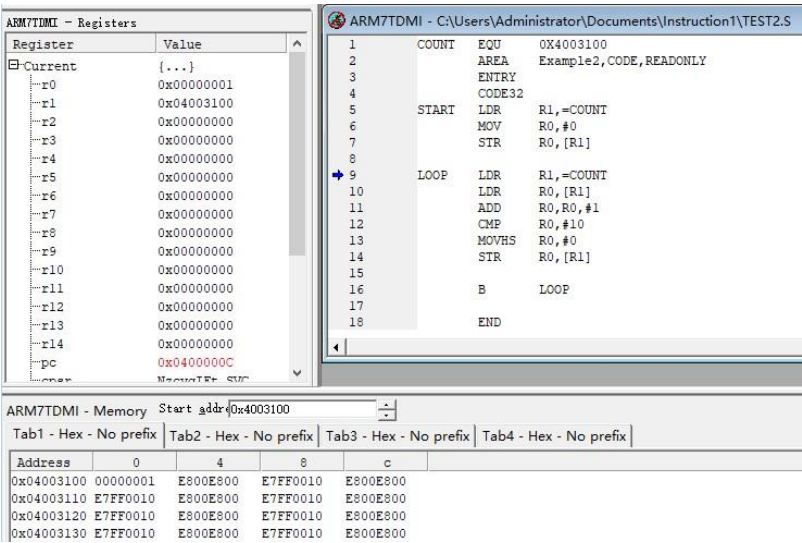 ARM7TDMI - Registers
Register Value
Current {...}
r0 0x00000001
r1 0x04003100
r2 0x00000000
r3 0x00000000
r4 0x00000000
r5 0x00000000
r6 0x00000000
r7 0x00000000
r8 0x00000000
r9 0x00000000
r10 0x00000000
r11 0x00000000
r12 0x00000000
r13 0x00000000
r14 0x00000000
pc 0x0400000C
cpsr NzcvqIFt_SVC
ARM7TDMI - C:\Users\Administrator\Documents\Instruction1\TEST2.S
1 COUNT EQU 0X4003100
2 AREA Example2,CODE,READONLY
3 ENTRY
4 CODE32
5 START LDR R1,=COUNT
6 MOV R0,#0
7 STR R0,[R1]
8
9 LOOP LDR R1,=COUNT
10 LDR R0,[R1]
11 ADD R0,R0,#1
12 CMP R0,#10
13 MOVHS R0,#0
14 STR R0,[R1]
15
16 B LOOP
17
18 END
ARM7TDMI - Memory Start addre 0x4003100
Tab1 - Hex - No prefix Tab2 - Hex - No prefix Tab3 - Hex - No prefix Tab4 - Hex - No prefix
Address 0 4 8 c
0x04003100 00000001 E800E800 E7FF0010 E800E800
0x04003110 E7FF0010 E800E800 E7FF0010 E800E800
0x04003120 E7FF0010 E800E800 E7FF0010 E800E800
0x04003130 E7FF0010 E800E800 E7FF0010 E800E800